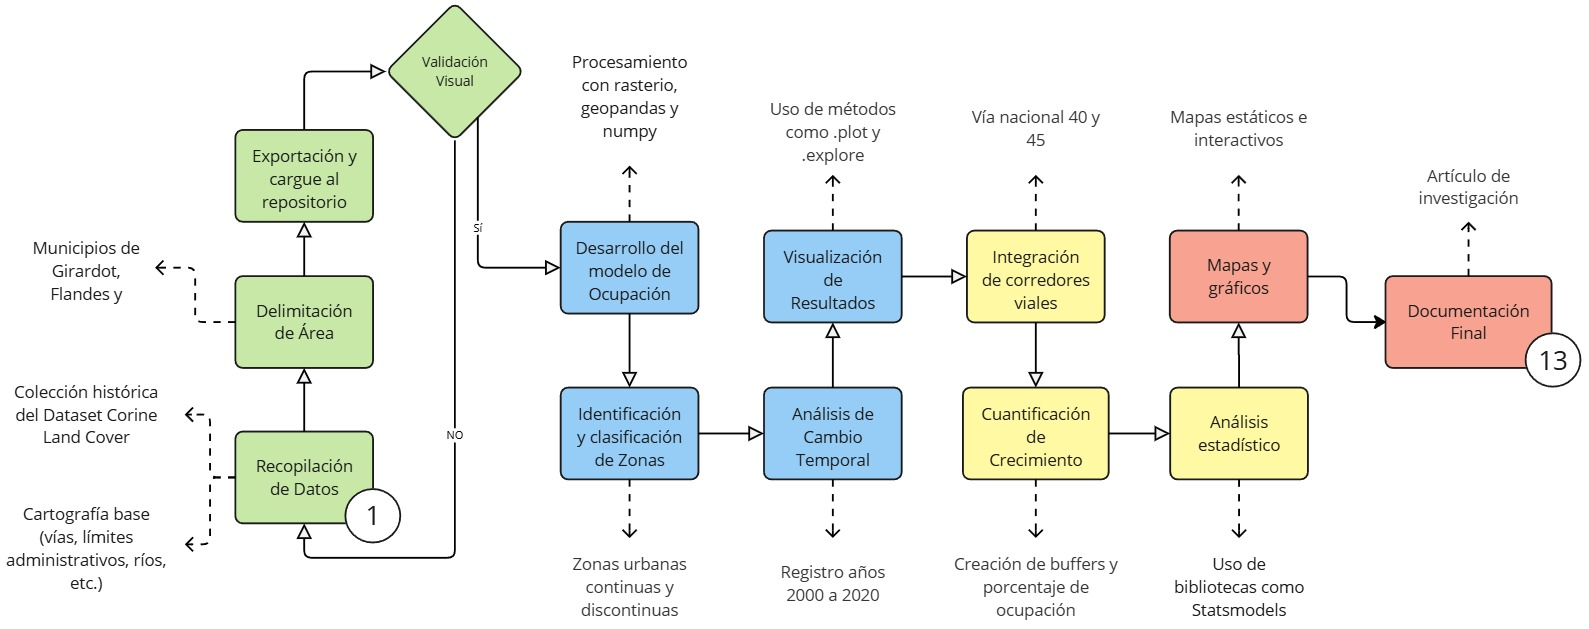 Validación
Visual
Exportación y
cargue al
repositorio
Municipios de
Girardot,
Flandes y
Delimitación
de Área
Colección histórica
del Dataset Corine
Land Cover
Recopilación
de Datos
1
Cartografía base
(vías, límites
administrativos, ríos,
etc.)
NO
Sí
Procesamiento
con rasterio,
geopandas y
numpy
Desarrollo del
modelo de
Ocupación
Identificación
y clasificación
de Zonas
Zonas urbanas
continuas y
discontinuas
Uso de métodos
como .plot y
.explore
Visualización
de
Resultados
Análisis de
Cambio
Temporal
Registro años
2000 a 2020
Vía nacional 40 y
45
Integración
de corredores
viales
Cuantificación
de
Crecimiento
Creación de buffers y
porcentaje de
ocupación
Mapas estáticos e
interactivos
Mapas y
gráficos
Análisis
estadístico
Uso de
bibliotecas como
Statsmodels
Artículo de
investigación
Documentación
Final
13